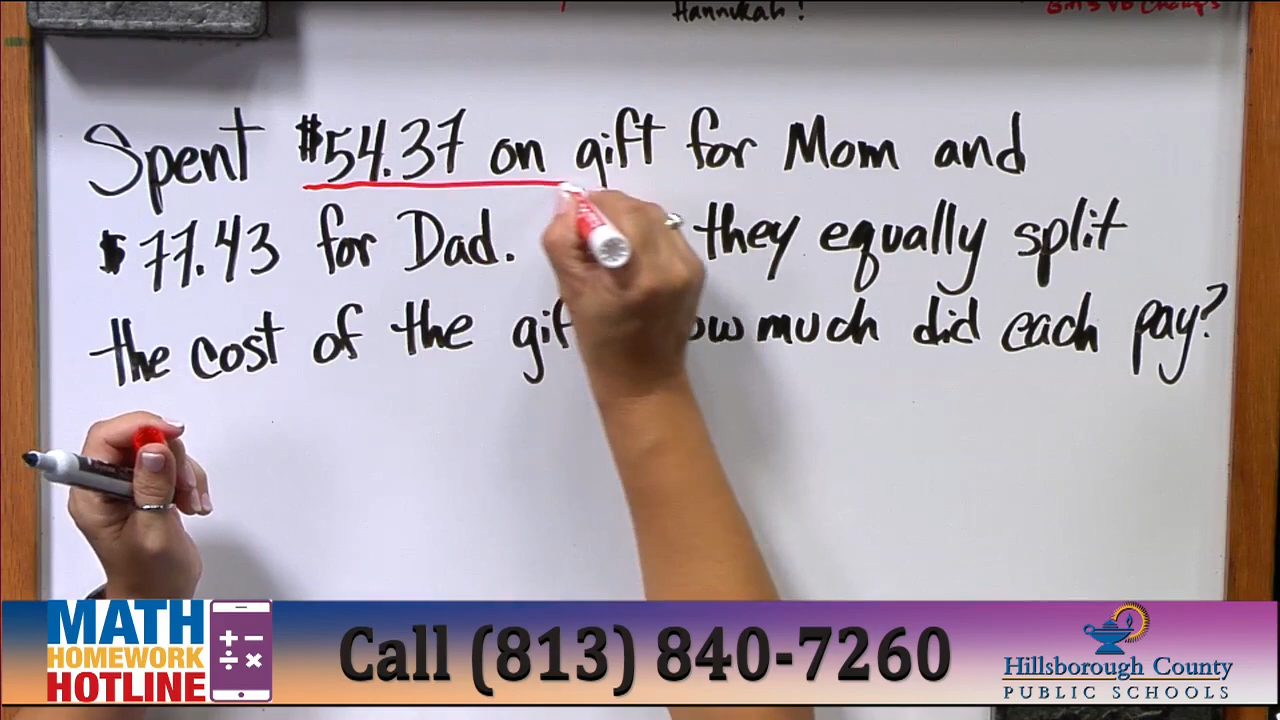 Hannukah!
Spent $54.37 on gift for Mom and
$77.43 for Dad. they equally split
the cost of the much did each pay?
MATH
HOMEWORK
HOTLINE
Call (813) 840-7260
Hillsborough County
PUBLIC SCHOOLS